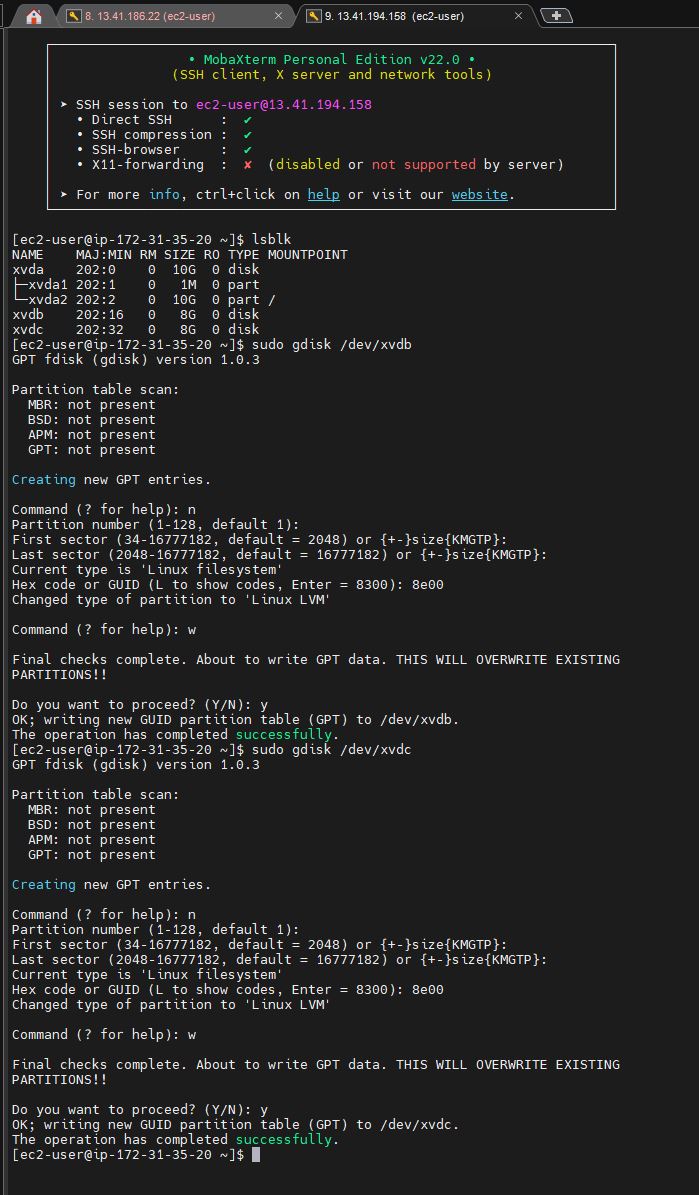 8. 13.41.186.22 (ec2-user)
9. 13.41.194.158 (ec2-user)
• MobaXterm Personal Edition v22.0 •
(SSH client, X server and network tools)
➤ SSH session to ec2-user@13.41.194.158
• Direct SSH      :  ✔
• SSH compression :  ✔
• SSH-browser     :  ✔
• X11-forwarding  :  ✘  (disabled or not supported by server)
➤ For more info, ctrl+click on help or visit our website.
[ec2-user@ip-172-31-35-20 ~]$ lsblk
NAME    MAJ:MIN RM SIZE RO TYPE MOUNTPOINT
xvda    202:0    0  10G  0 disk
├─xvda1 202:1    0   1M  0 part
└─xvda2 202:2    0  10G  0 part /
xvdb    202:16   0   8G  0 disk
xvdc    202:32   0   8G  0 disk
[ec2-user@ip-172-31-35-20 ~]$ sudo gdisk /dev/xvdb
GPT fdisk (gdisk) version 1.0.3
Partition table scan:
MBR: not present
BSD: not present
APM: not present
GPT: not present
Creating new GPT entries.
Command (? for help): n
Partition number (1-128, default 1):
First sector (34-16777182, default = 2048) or {+-}size{KMGTP}:
Last sector (2048-16777182, default = 16777182) or {+-}size{KMGTP}:
Current type is 'Linux filesystem'
Hex code or GUID (L to show codes, Enter = 8300): 8e00
Changed type of partition to 'Linux LVM'
Command (? for help): w
Final checks complete. About to write GPT data. THIS WILL OVERWRITE EXISTING
PARTITIONS!!
Do you want to proceed? (Y/N): y
OK; writing new GUID partition table (GPT) to /dev/xvdb.
The operation has completed successfully.
[ec2-user@ip-172-31-35-20 ~]$ sudo gdisk /dev/xvdc
GPT fdisk (gdisk) version 1.0.3
Partition table scan:
MBR: not present
BSD: not present
APM: not present
GPT: not present
Creating new GPT entries.
Command (? for help): n
Partition number (1-128, default 1):
First sector (34-16777182, default = 2048) or {+-}size{KMGTP}:
Last sector (2048-16777182, default = 16777182) or {+-}size{KMGTP}:
Current type is 'Linux filesystem'
Hex code or GUID (L to show codes, Enter = 8300): 8e00
Changed type of partition to 'Linux LVM'
Command (? for help): w
Final checks complete. About to write GPT data. THIS WILL OVERWRITE EXISTING
PARTITIONS!!
Do you want to proceed? (Y/N): y
OK; writing new GUID partition table (GPT) to /dev/xvdc.
The operation has completed successfully.
[ec2-user@ip-172-31-35-20 ~]$